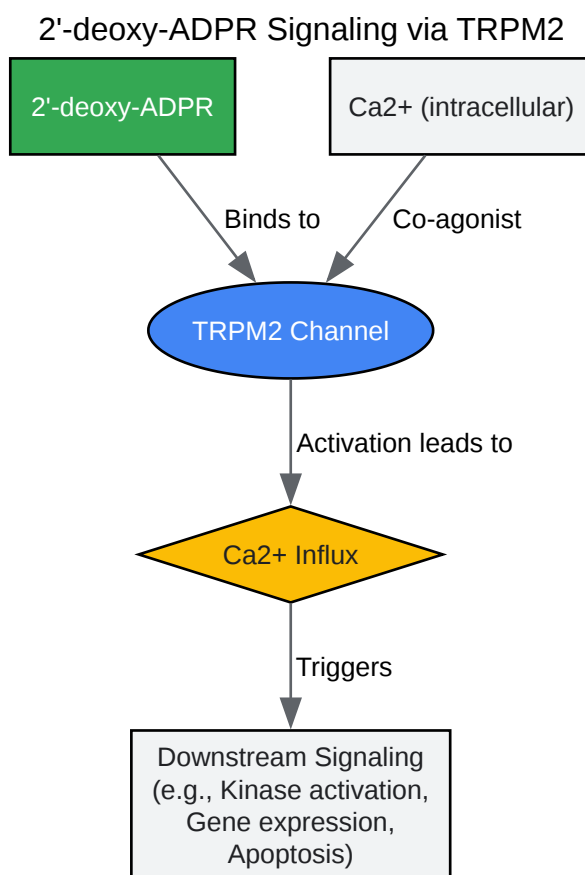 2'-deoxy-ADPR Signaling via TRPM2
2'-deoxy-ADPR
Ca2+ (intracellular)
Binds to
Co-agonist
TRPM2 Channel
Activation leads to
Ca2+ Influx
Triggers
Downstream Signaling
(e.g., Kinase activation,
Gene expression,
Apoptosis)